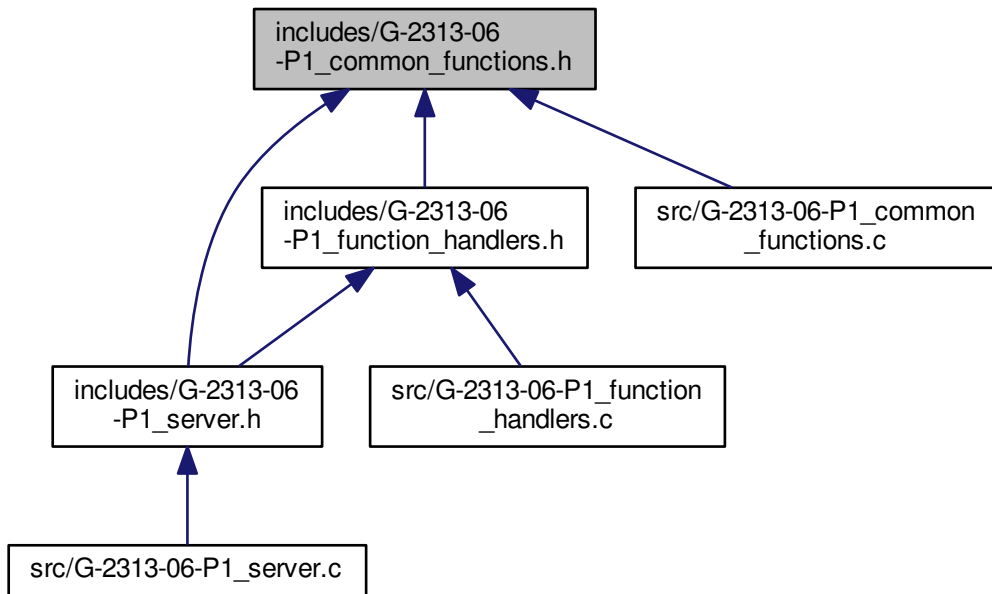 includes/G-2313-06
-P1_common_functions.h
includes/G-2313-06
-P1_function_handlers.h
src/G-2313-06-P1_common
_functions.c
includes/G-2313-06
-P1_server.h
src/G-2313-06-P1_function
_handlers.c
src/G-2313-06-P1_server.c